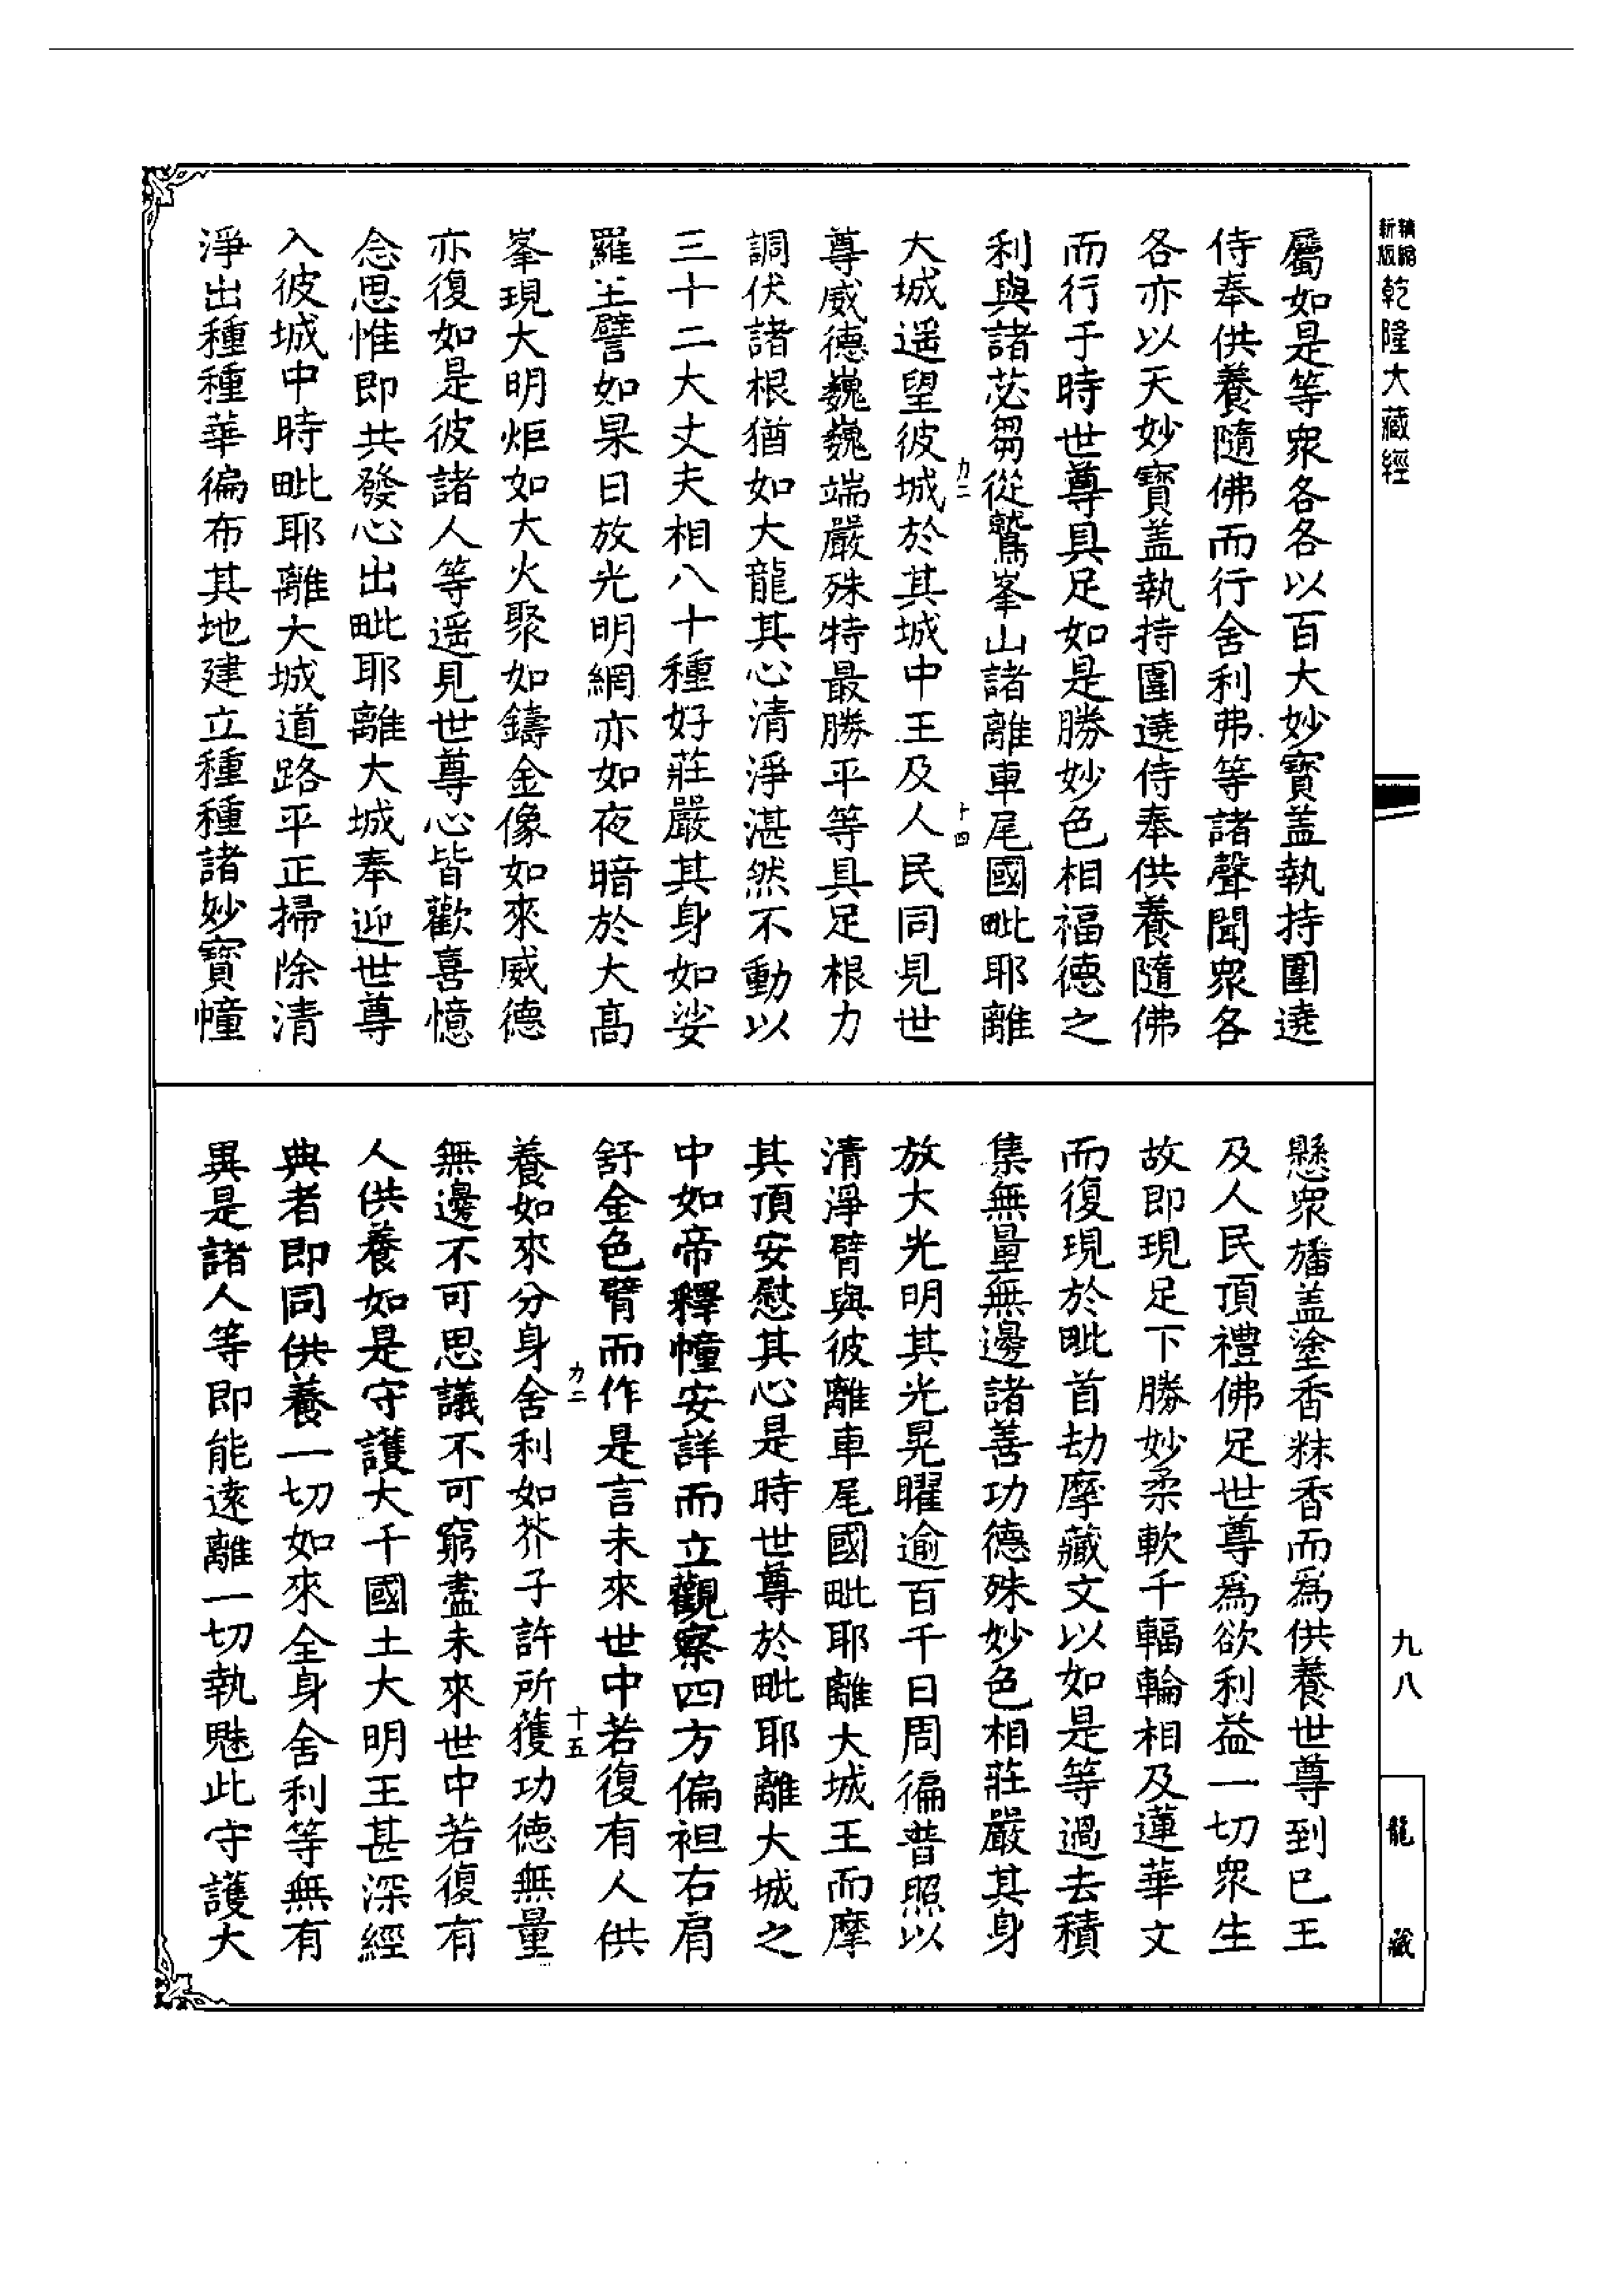 精縮新版
乾隆大藏經
屬如是等衆各各以百大妙寶蓋執持圍遶
侍奉供養隨佛而行舍利弗等諸聲聞衆各
各亦以天妙寶蓋執持圍遶侍奉供養隨佛
而行于時世尊具足如是勝妙色相福德之
利與諸苾芻從鷲峯山諸離車尾國毗耶離
力二
十四
大城遥望彼城於其城中王及人民同見世
尊威德巍巍端嚴殊特最勝平等具足根力
調伏諸根猶如大龍其心清淨湛然不動以
三十二大丈夫相八十種好莊嚴其身如娑
羅王譬如杲日放光明網亦如夜暗於大高
峯現大明炬如大火聚如鑄金像如來威德
亦復如是彼諸人等遥見世尊心皆歡喜憶
念思惟即共發心出毗耶離大城奉迎世尊
入彼城中時毗耶離大城道路平正掃除清
淨出種種華徧布其地建立種種諸妙寶幢
懸衆旛蓋塗香粖香而爲供養世尊到已王
及人民頂禮佛足世尊爲欲利益一切衆生
故即現足下勝妙柔軟千輻輪相及蓮華文
而復現於毗首劫摩藏文以如是等過去積
集無量無邊諸善功德殊妙色相莊嚴其身
放大光明其光晃曜逾百千日周徧普照以
清淨臂與彼離車尾國毗耶離大城王而摩
其頂安慰其心是時世尊於毗耶離大城之
中如帝釋幢安詳而立觀察四方偏袒右肩
舒金色臂而作是言未來世中若復有人供
力二
十五
養如來分身舍利如芥子許所獲功德無量
無邊不可思議不可窮盡未來世中若復有
人供養如是守護大千國土大明王甚深經
典者即同供養一切如來全身舍利等無有
異是諸人等即能遠離一切執魅此守護大
九八
龍藏